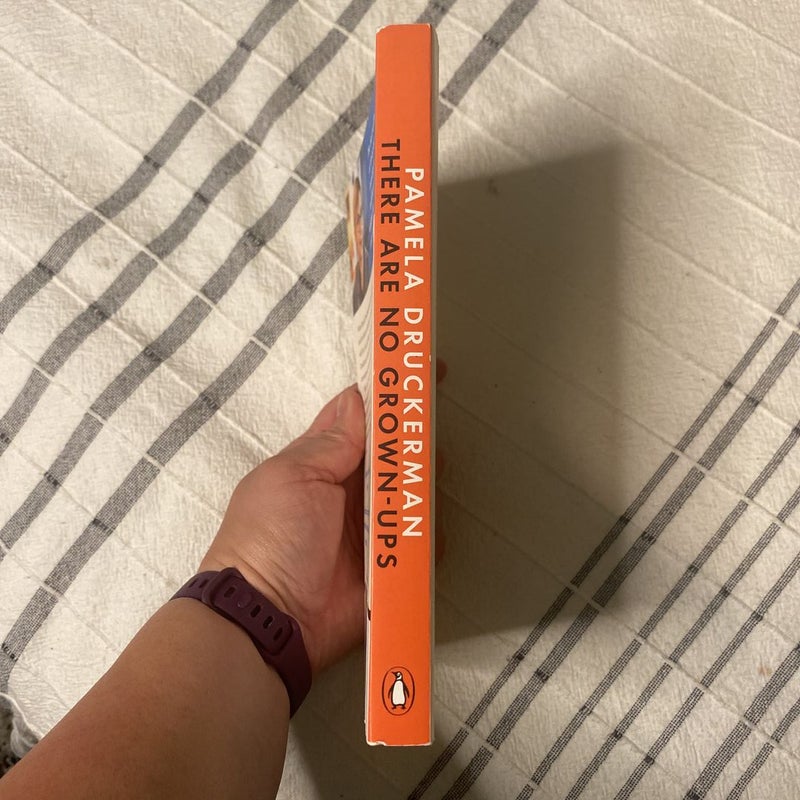 PAMELA DRUCKERMAN
THERE ARE NO GROWN-UPS